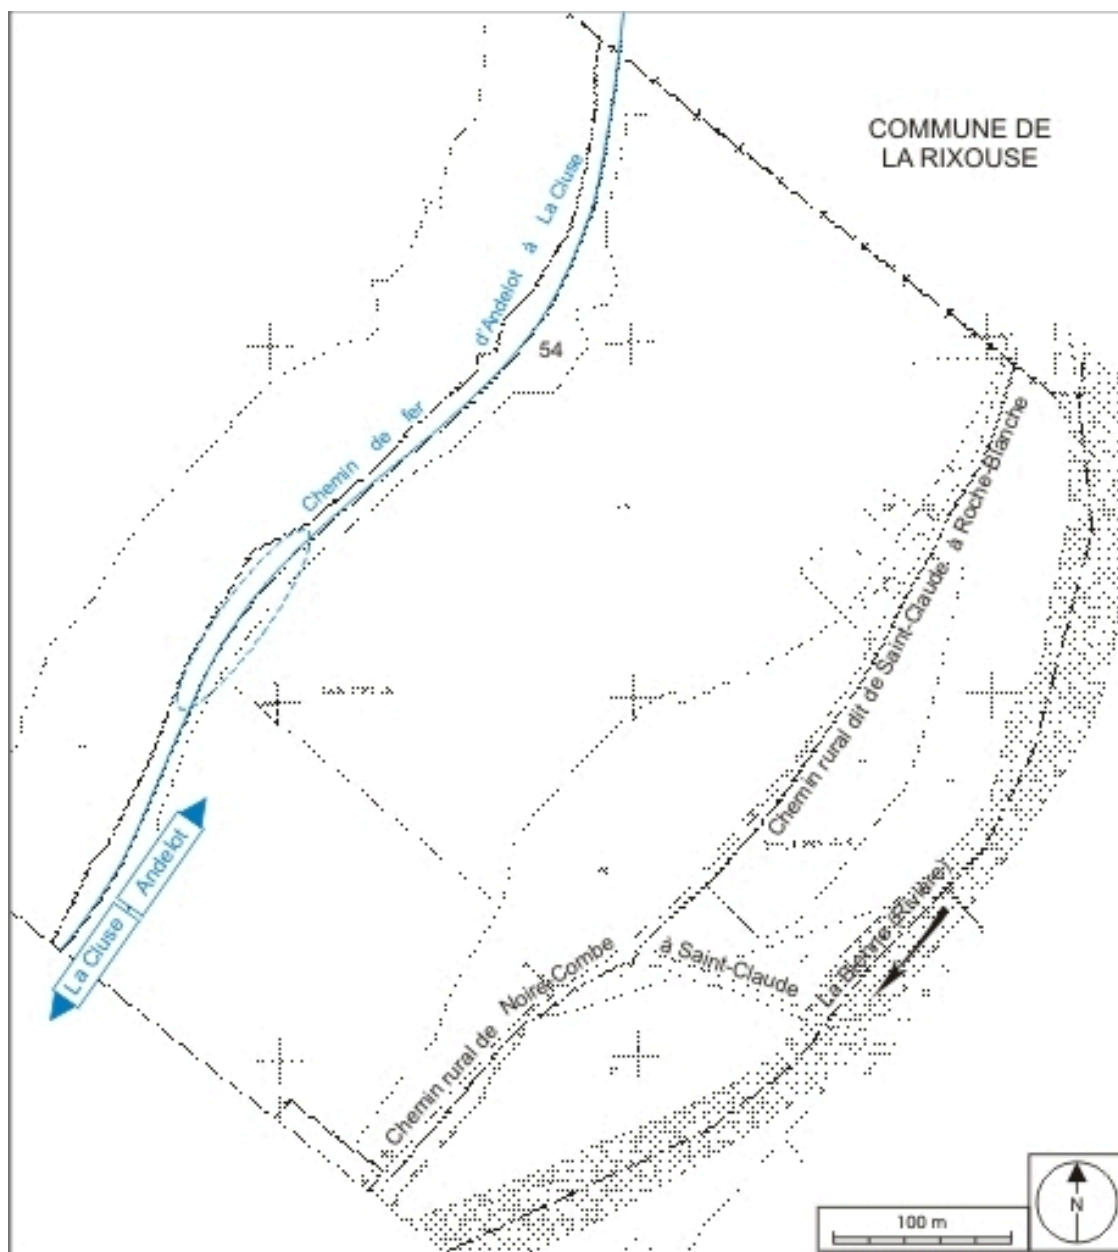 COMMUNE DE
LA RIXOUSE
Chemin de fer d'Andelot à La Cluse
54
Chemin rural dit de Saint-Claude à Roche-Blanche
La Cluse
Andelot
Chemin rural de Noire-Combe
à Saint-Claude
La Bienne (Rivière)
100 m
N